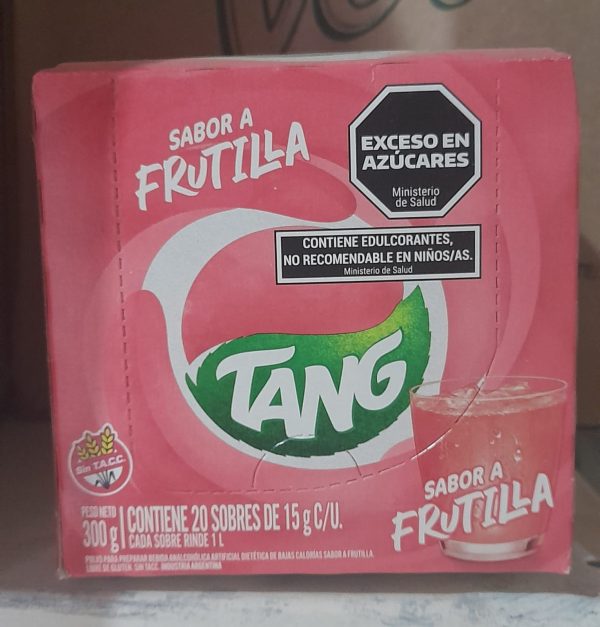 SABOR A
FRUTILLA
EXCESO EN
AZÚCARES
Ministerio
de Salud
CONTIENE EDULCORANTES,
NO RECOMENDABLE EN NIÑOS/AS.
Ministerio de Salud
TANG
Sin T.A.C.C.
SABOR A
FRUTILLA
PESO NETO
300 g
CONTIENE 20 SOBRES DE 15 g C/U.
CADA SOBRE RINDE 1 L
POLVO PARA PREPARAR BEBIDA ANALCOHÓLICA ARTIFICIAL DIETÉTICA DE BAJAS CALORÍAS SABOR A FRUTILLA.
LIBRE DE GLUTEN. SIN TACC. INDUSTRIA ARGENTINA